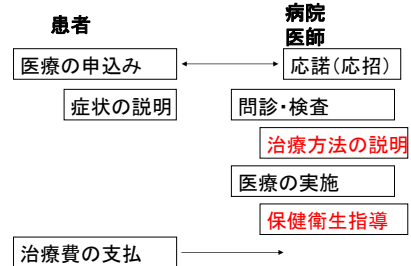 患者
病院
医師
医療の申込み
応諾(応招)
症状の説明
問診・検査
治療方法の説明
医療の実施
保健衛生指導
治療費の支払